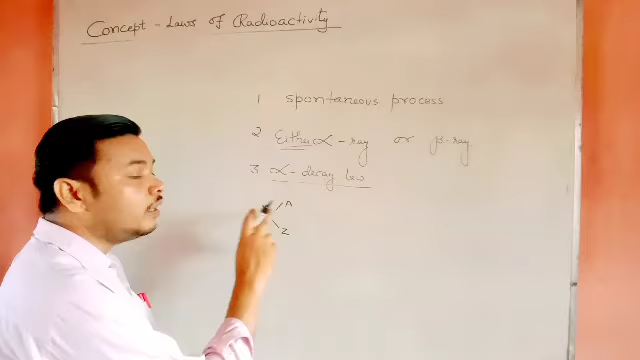 Concept - Laws of Radioactivity
1 spontaneous process
2 Either α - ray or β - ray
3 α - decay law
A
Z